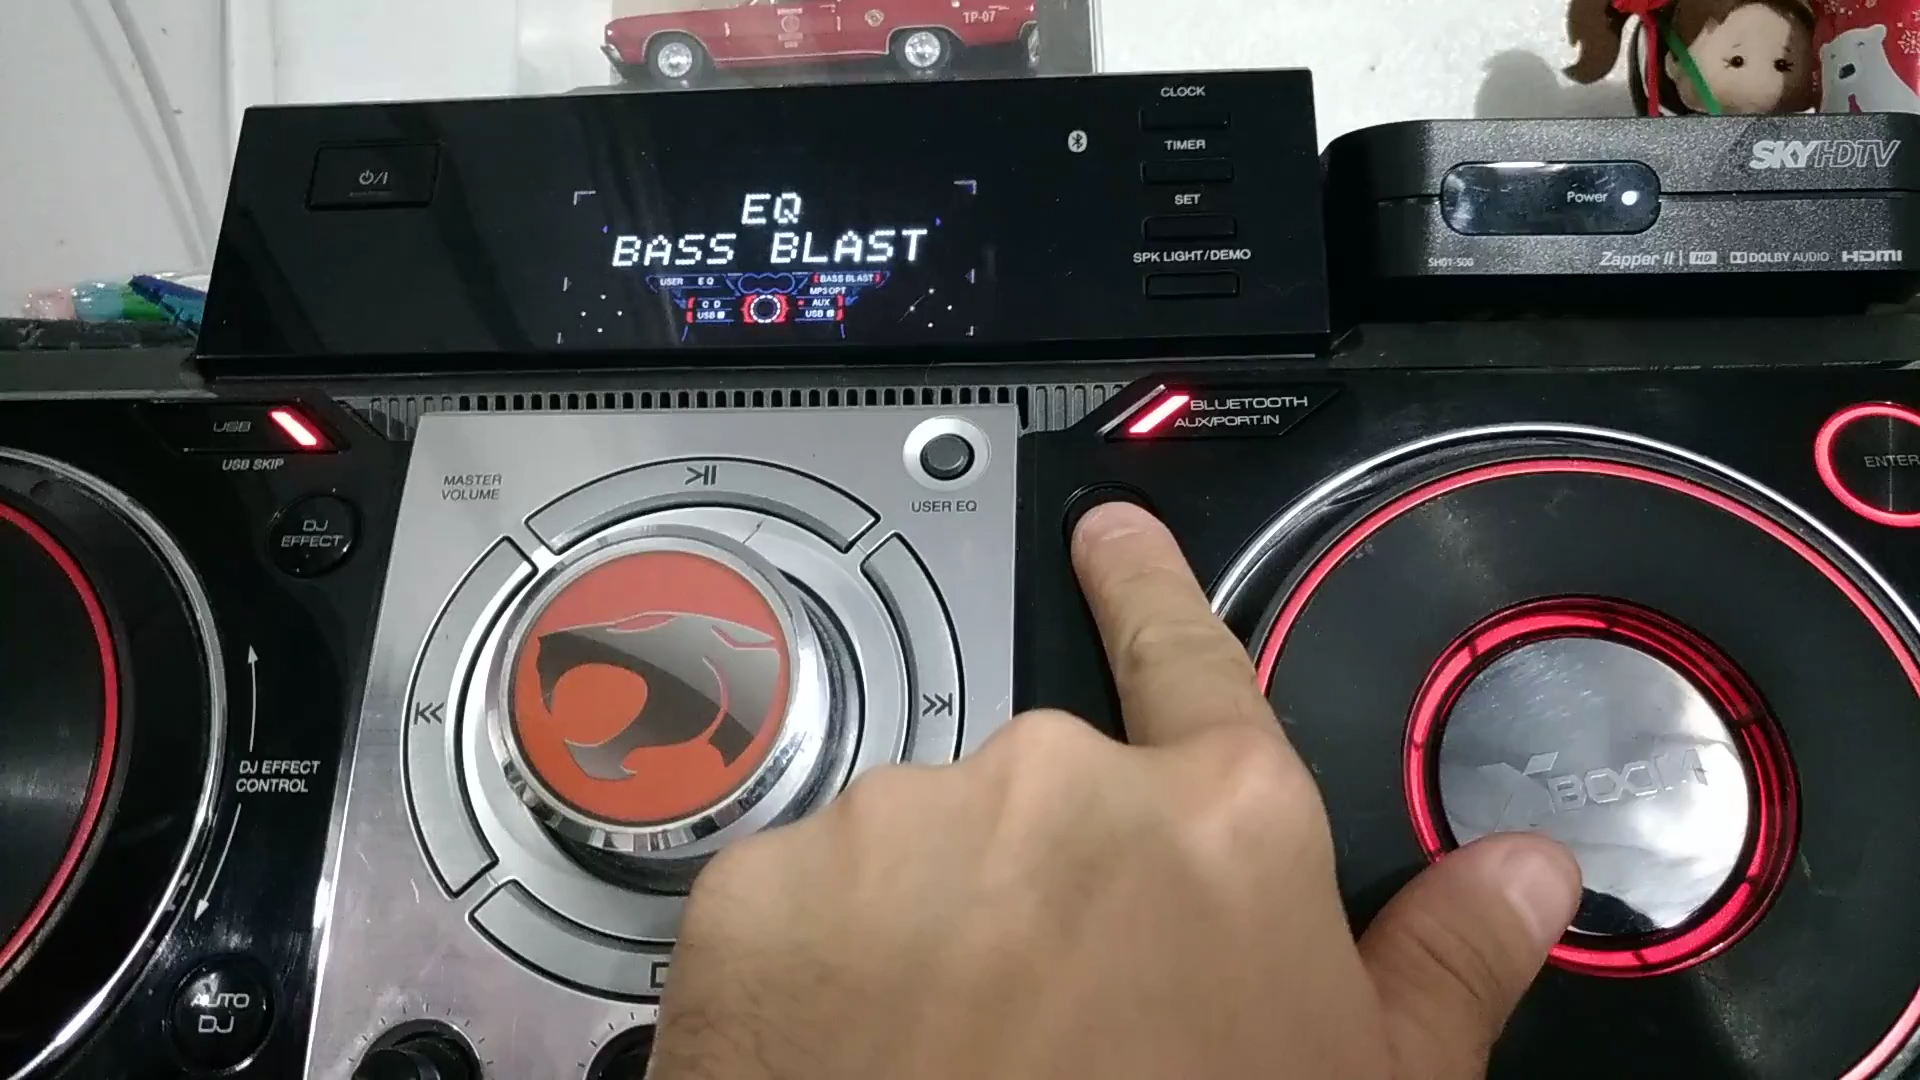 TP-07
CLOCK
TIMER
SET
SPK LIGHT/DEMO
⏻/I
EQ
BASS BLAST
USER EQ
BASS BLAST
MP3 OPT
CD
AUX
USB
USB
SKY HDTV
Power
SH01-500
Zapper II | HD DOLBY AUDIO HDMI
USB
USB SKIP
BLUETOOTH
AUX/PORT.IN
ENTER
MASTER
VOLUME
USER EQ
DJ
EFFECT
DJ EFFECT
CONTROL
XBOOM
AUTO
DJ